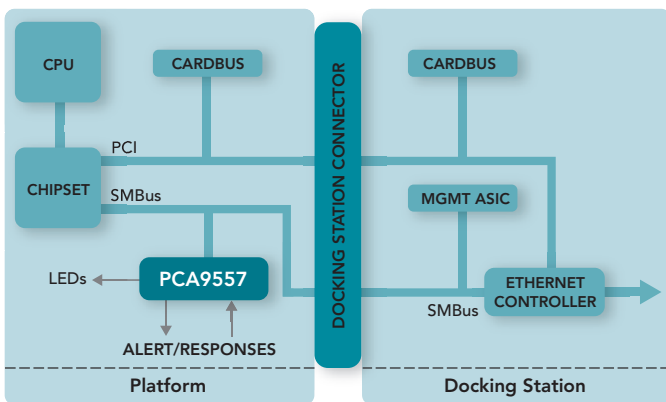 CPU
CARDBUS
PCI
CHIPSET
SMBus
LEDs
PCA9557
ALERT/RESPONSES
Platform
DOCKING STATION CONNECTOR
CARDBUS
MGMT ASIC
SMBus
ETHERNET
CONTROLLER
Docking Station